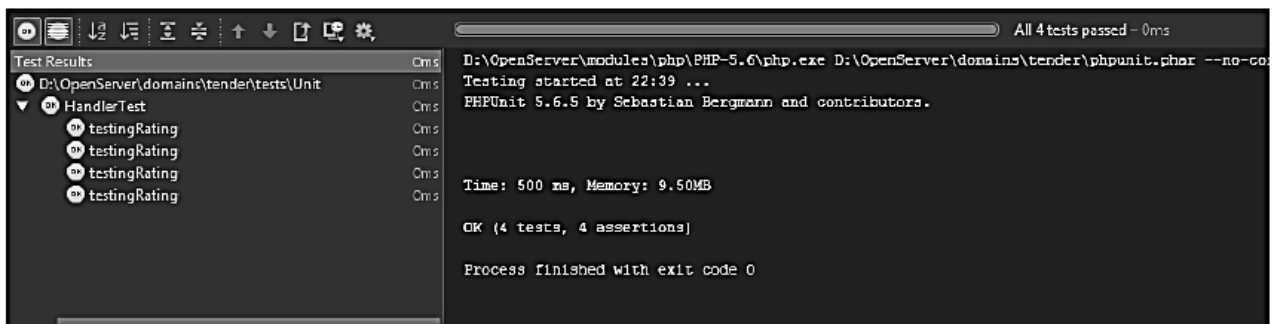 All 4 tests passed – 0ms
Test Results 0ms
D:\OpenServer\domains\tender\tests\Unit 0ms
HandlerTest 0ms
testingRating 0ms
testingRating 0ms
testingRating 0ms
testingRating 0ms
D:\OpenServer\modules\php\PHP-5.6\php.exe D:\OpenServer\domains\tender\phpunit.phar --no-co
Testing started at 22:39 ...
PHPUnit 5.6.5 by Sebastian Bergmann and contributors.
Time: 500 ms, Memory: 9.50MB
OK (4 tests, 4 assertions)
Process finished with exit code 0